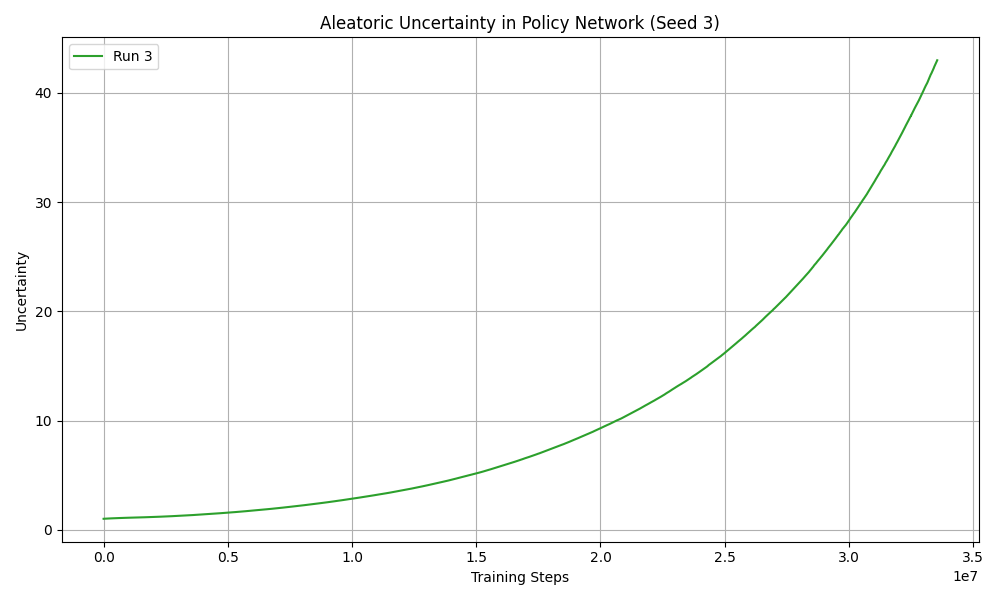 Aleatoric Uncertainty in Policy Network (Seed 3)
Run 3
Uncertainty
40
30
20
10
0
0.0 0.5 1.0 1.5 2.0 2.5 3.0 3.5
1e7
Training Steps